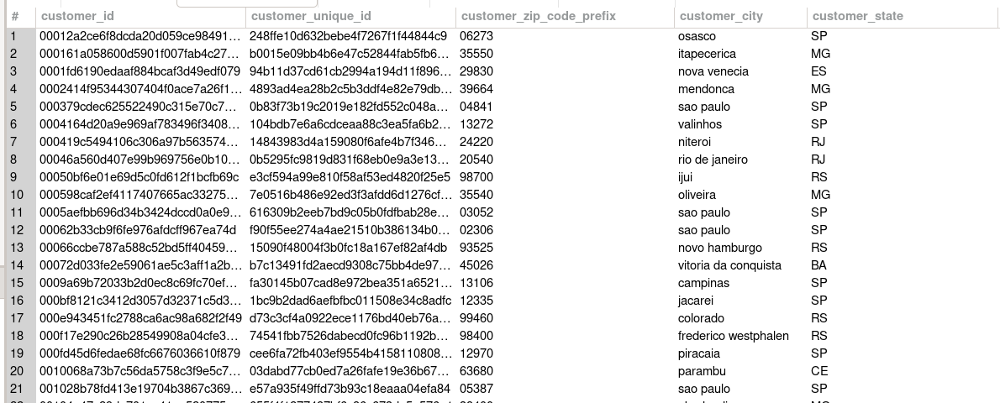 # customer_id customer_unique_id customer_zip_code_prefix customer_city customer_state
1 00012a2ce6f8dcda20d059ce98491… 248ffe10d632bebe4f7267f1f44844c9 06273 osasco SP
2 000161a058600d5901f007fab4c27… b0015e09bb4b6e47c52844fab5fb6… 35550 itapecerica MG
3 0001fd6190edaaf884bcaf3d49edf079 94b11d37cd61cb2994a194d11f896… 29830 nova venecia ES
4 0002414f95344307404f0ace7a26f1… 4893ad4ea28b2c5b3ddf4e82e79db… 39664 mendonca MG
5 000379cdec625522490c315e70c7… 0b83f73b19c2019e182fd552c048a… 04841 sao paulo SP
6 0004164d20a9e969af783496f3408… 104bdb7e6a6cdceaa88c3ea5fa6b2… 13272 valinhos SP
7 000419c5494106c306a97b563574… 14843983d4a159080f6afe4b7f346… 24220 niteroi RJ
8 00046a560d407e99b969756e0b10… 0b5295fc9819d831f68eb0e9a3e13… 20540 rio de janeiro RJ
9 00050bf6e01e69d5c0fd612f1bcfb69c e3cf594a99e810f58af53ed4820f25e5 98700 ijui RS
10 000598caf2ef4117407665ac33275… 7e0516b486e92ed3f3afdd6d1276cf… 35540 oliveira MG
11 0005aefbb696d34b3424dccd0a0e9… 616309b2eeb7bd9c05b0fdfbab28e… 03052 sao paulo SP
12 00062b33cb9f6fe976afdcff967ea74d f90f55ee274a4ae21510b386134b0… 02306 sao paulo SP
13 00066ccbe787a588c52bd5ff40459… 15090f48004f3b0fc18a167ef82af4db 93525 novo hamburgo RS
14 00072d033fe2e59061ae5c3aff1a2b… b7c13491fd2aecd9308c75bb4de97… 45026 vitoria da conquista BA
15 0009a69b72033b2d0ec8c69fc70ef… fa30145b07cad8e972bea351a6521… 13106 campinas SP
16 000bf8121c3412d3057d32371c5d3… 1bc9b2dad6aefbfbc011508e34c8adfc 12335 jacarei SP
17 000e943451fc2788ca6ac98a682f2f49 d73c3cf4a0922ece1176bd40eb76a… 99460 colorado RS
18 000f17e290c26b28549908a04cfe3… 74541fbb7526dabecd0fc96b1192b… 98400 frederico westphalen RS
19 000fd45d6fedae68fc6676036610f879 cee6fa72fb403ef9554b4158110808… 12970 piracaia SP
20 0010068a73b7c56da5758c3f9e5c7… 03dabd77cb0ed7a26fafe19e36b67… 63680 parambu CE
21 001028b78fd413e19704b3867c369… e57a935f49ffd73b93c18eaaa04efa84 05387 sao paulo SP